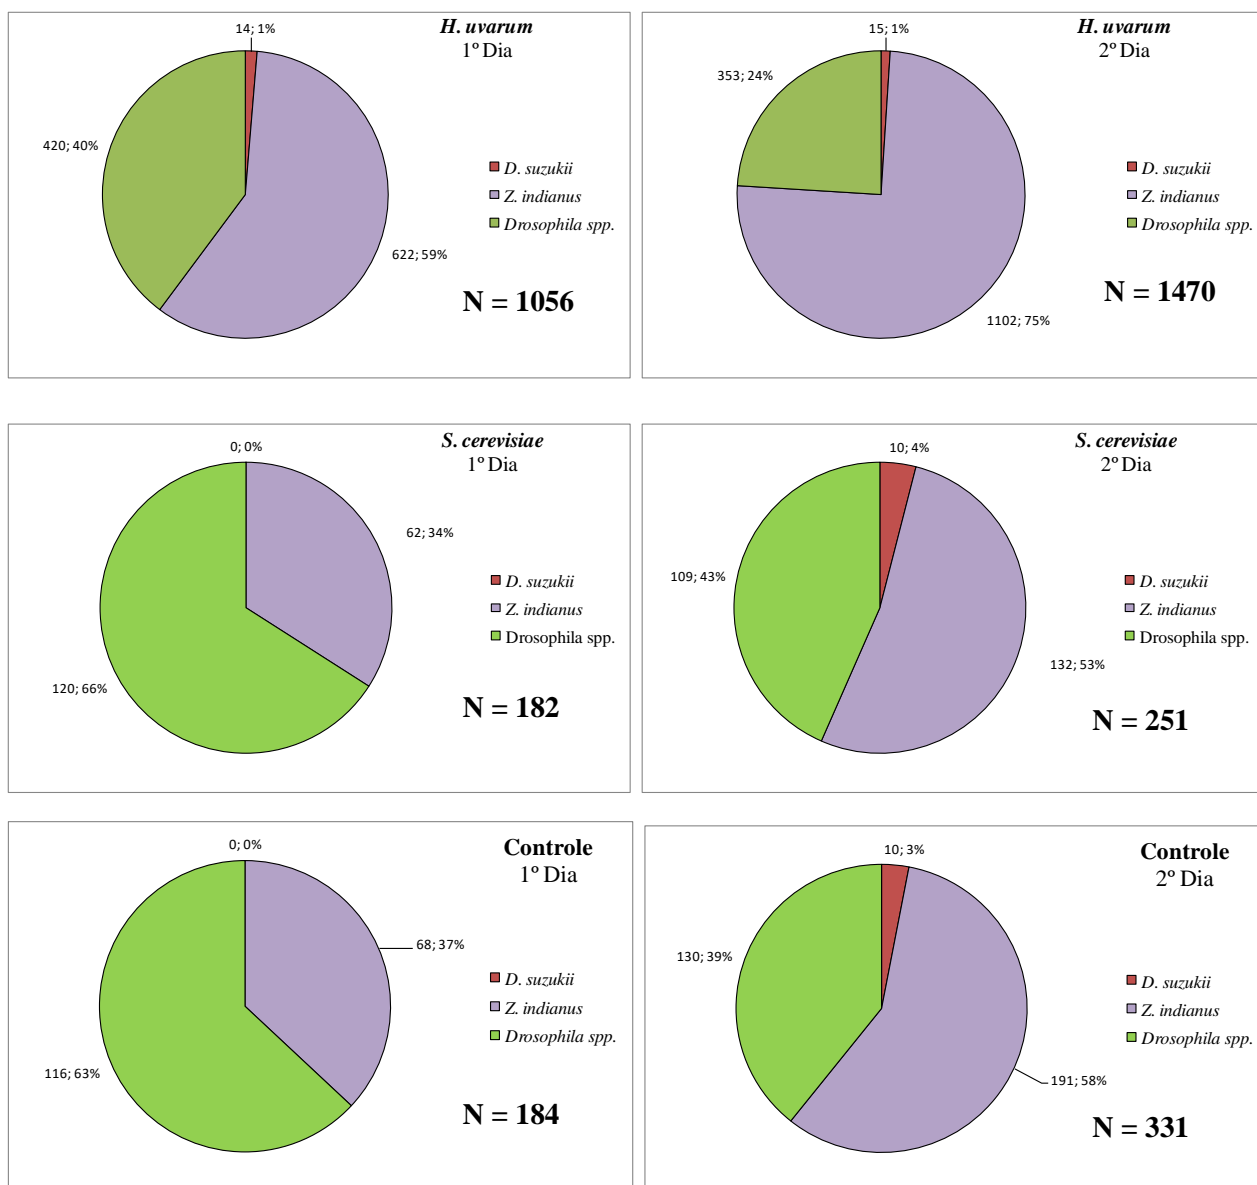 H. uvarum
1º Dia
14; 1%
420; 40%
622; 59%
D. suzukii
Z. indianus
Drosophila spp.
N = 1056
H. uvarum
2º Dia
15; 1%
353; 24%
1102; 75%
D. suzukii
Z. indianus
Drosophila spp.
N = 1470
S. cerevisiae
1º Dia
0; 0%
62; 34%
120; 66%
D. suzukii
Z. indianus
Drosophila spp.
N = 182
S. cerevisiae
2º Dia
10; 4%
109; 43%
132; 53%
D. suzukii
Z. indianus
Drosophila spp.
N = 251
Controle
1º Dia
0; 0%
68; 37%
116; 63%
D. suzukii
Z. indianus
Drosophila spp.
N = 184
Controle
2º Dia
10; 3%
130; 39%
191; 58%
D. suzukii
Z. indianus
Drosophila spp.
N = 331